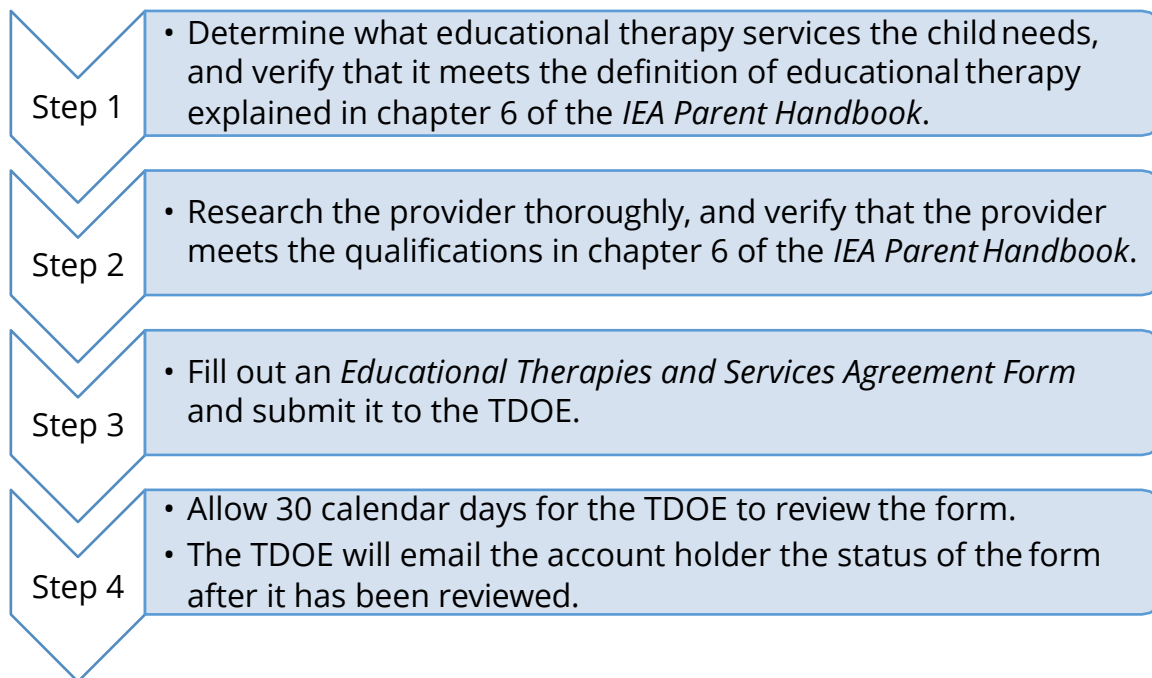 Step 1
• Determine what educational therapy services the child needs,
and verify that it meets the definition of educational therapy
explained in chapter 6 of the IEA Parent Handbook.
Step 2
• Research the provider thoroughly, and verify that the provider
meets the qualifications in chapter 6 of the IEA Parent Handbook.
Step 3
• Fill out an Educational Therapies and Services Agreement Form
and submit it to the TDOE.
Step 4
• Allow 30 calendar days for the TDOE to review the form.
• The TDOE will email the account holder the status of the form
after it has been reviewed.